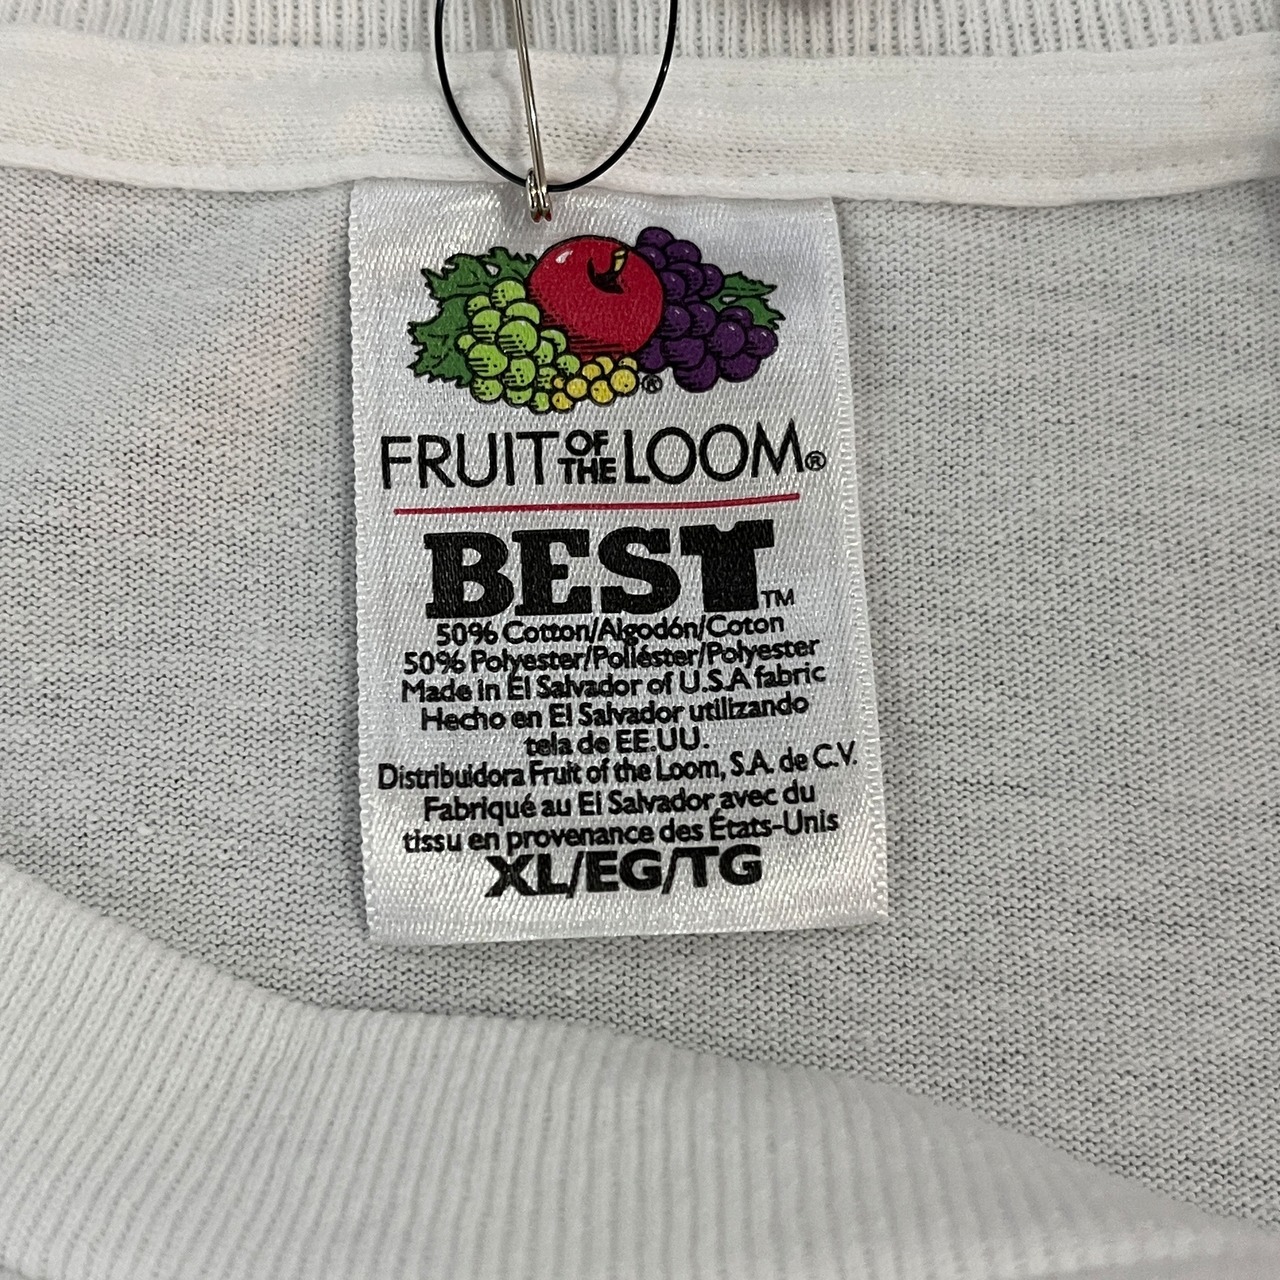 ®
FRUIT OF THE LOOM®
BEST™
50% Cotton/Algodón/Coton
50% Polyester/Poliéster/Polyester
Made in El Salvador of U.S.A fabric
Hecho en El Salvador utilizando
tela de EE.UU.
Distribuidora Fruit of the Loom, S.A. de C.V.
Fabriqué au El Salvador avec du
tissu en provenance des États-Unis
XL/EG/TG